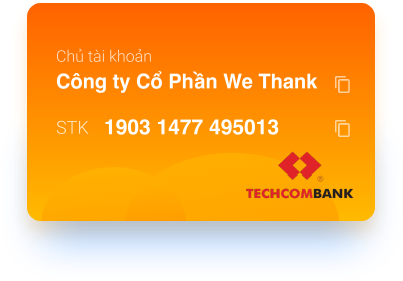 Chủ tài khoản
Công ty Cổ Phần We Thank
STK 1903 1477 495013
®
TECHCOMBANK